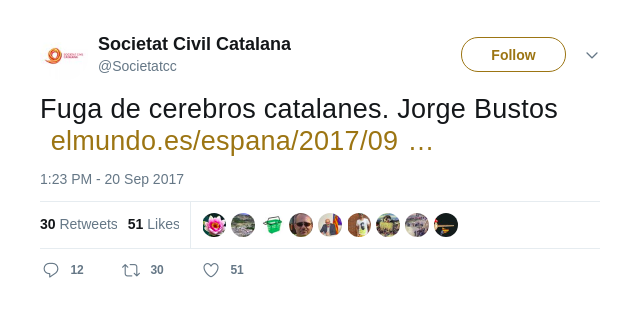 Societat Civil Catalana
@Societatcc
Follow
Fuga de cerebros catalanes. Jorge Bustos
elmundo.es/espana/2017/09 …
1:23 PM - 20 Sep 2017
30 Retweets 51 Likes
12 30 51